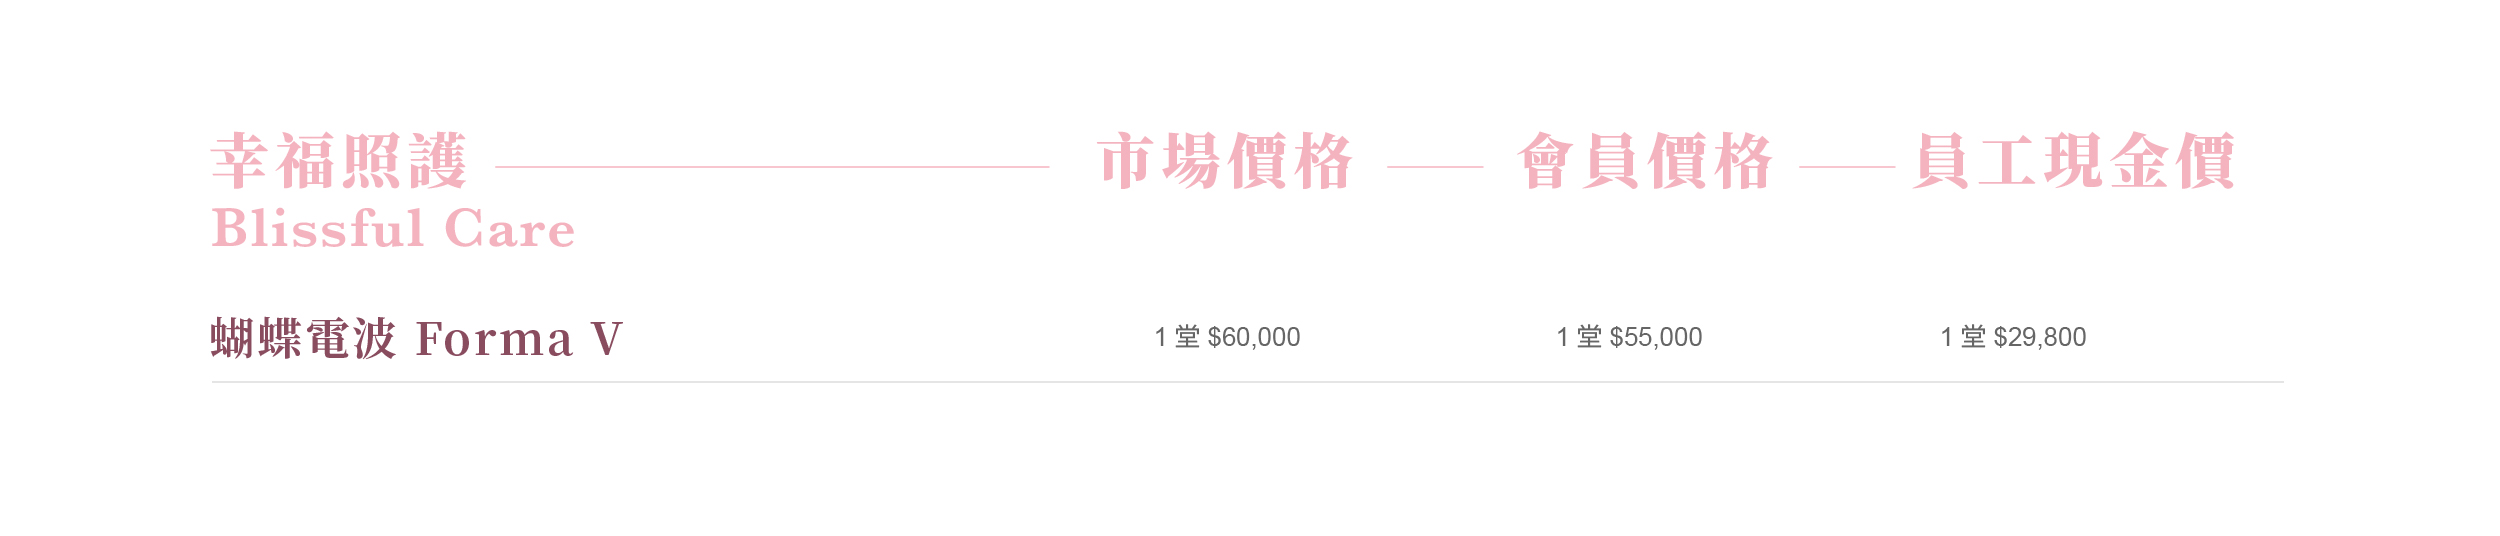 幸福照護 市場價格 會員價格 員工現金價
Blissful Care
蝴蝶電波 Forma V 1 堂 $60,000 1 堂 $55,000 1 堂 $29,800